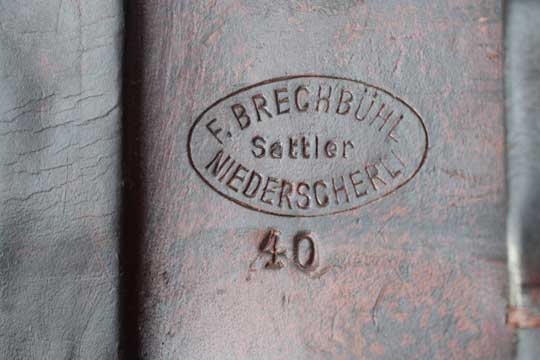 F. BRECHBÜHL
Sattler
NIEDERSCHERLI
40